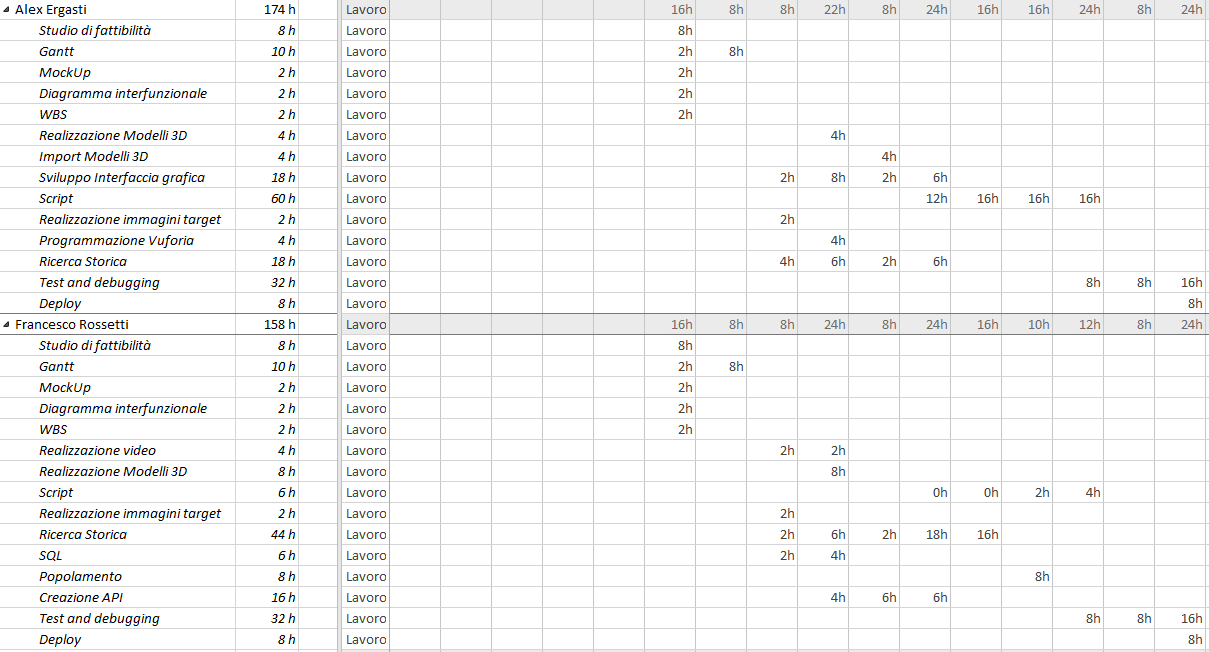 Alex Ergasti 174 h Lavoro 16h 8h 8h 22h 8h 24h 16h 16h 24h 8h 24h
Studio di fattibilità 8 h Lavoro 8h
Gantt 10 h Lavoro 2h 8h
MockUp 2 h Lavoro 2h
Diagramma interfunzionale 2 h Lavoro 2h
WBS 2 h Lavoro 2h
Realizzazione Modelli 3D 4 h Lavoro 4h
Import Modelli 3D 4 h Lavoro 4h
Sviluppo Interfaccia grafica 18 h Lavoro 2h 8h 2h 6h
Script 60 h Lavoro 12h 16h 16h 16h
Realizzazione immagini target 2 h Lavoro 2h
Programmazione Vuforia 4 h Lavoro 4h
Ricerca Storica 18 h Lavoro 4h 6h 2h 6h
Test and debugging 32 h Lavoro 8h 8h 16h
Deploy 8 h Lavoro 8h
Francesco Rossetti 158 h Lavoro 16h 8h 8h 24h 8h 24h 16h 10h 12h 8h 24h
Studio di fattibilità 8 h Lavoro 8h
Gantt 10 h Lavoro 2h 8h
MockUp 2 h Lavoro 2h
Diagramma interfunzionale 2 h Lavoro 2h
WBS 2 h Lavoro 2h
Realizzazione video 4 h Lavoro 2h 2h
Realizzazione Modelli 3D 8 h Lavoro 8h
Script 6 h Lavoro 0h 0h 2h 4h
Realizzazione immagini target 2 h Lavoro 2h
Ricerca Storica 44 h Lavoro 2h 6h 2h 18h 16h
SQL 6 h Lavoro 2h 4h
Popolamento 8 h Lavoro 8h
Creazione API 16 h Lavoro 4h 6h 6h
Test and debugging 32 h Lavoro 8h 8h 16h
Deploy 8 h Lavoro 8h